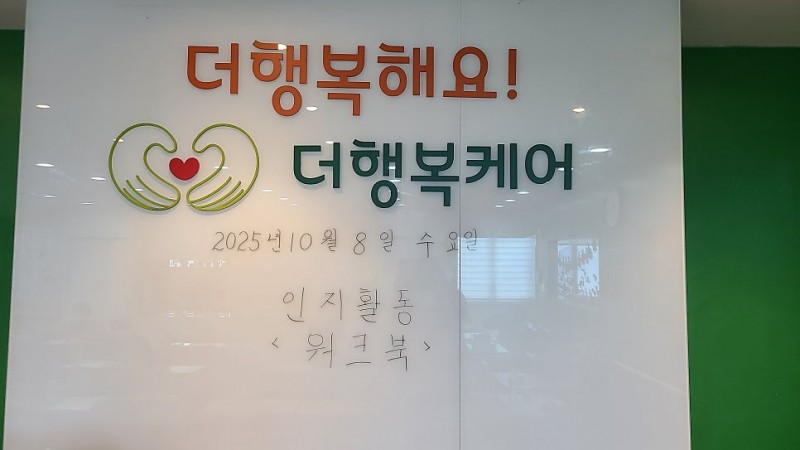 더행복해요!
더행복케어
2025년 10월 8일 수요일
인지활동
< 워크북 >